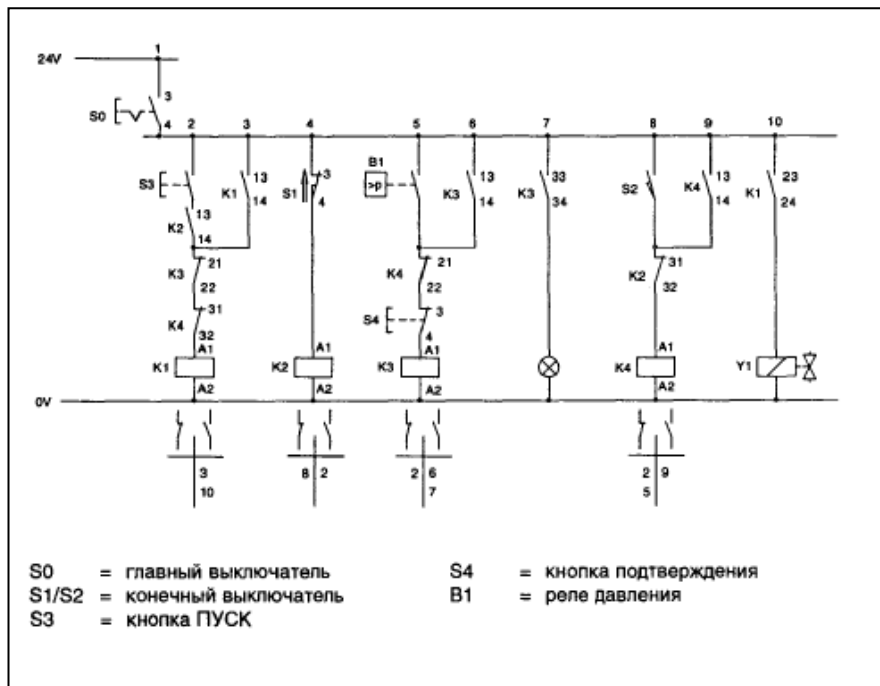 1
24V
3
S0
4
2
3
4
5
6
7
8
9
10
S3
K1
13
14
S1
3
4
B1
>p
K3
13
14
K3
33
34
S2
K4
13
14
K1
23
24
K2
13
14
K3
21
22
K4
21
22
K2
31
32
K4
31
32
S4
3
4
K1
A1
A2
K2
A1
A2
K3
A1
A2
K4
A1
A2
Y1
0V
3
10
8 2
2 6
7
2 9
5
S0 = главный выключатель
S1/S2 = конечный выключатель
S3 = кнопка ПУСК
S4 = кнопка подтверждения
B1 = реле давления